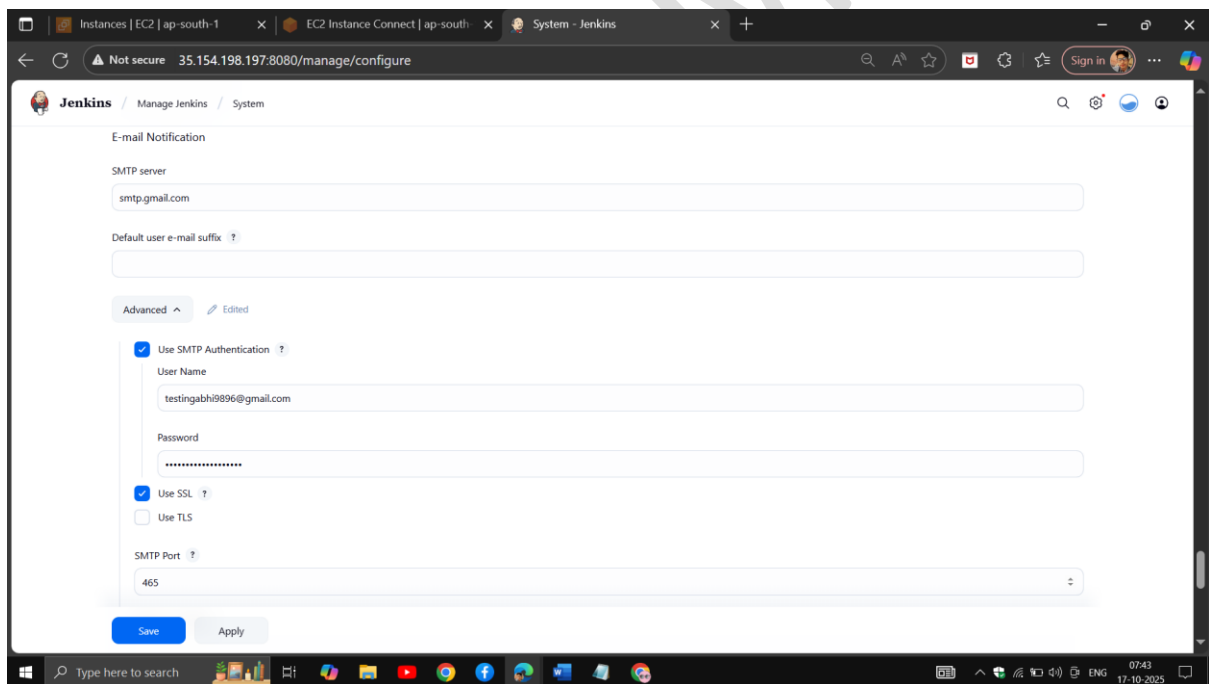 Instances | EC2 | ap-south-1
EC2 Instance Connect | ap-south-
System - Jenkins
Not secure 35.154.198.197:8080/manage/configure
Sign in
Jenkins / Manage Jenkins / System
E-mail Notification
SMTP server
smtp.gmail.com
Default user e-mail suffix ?
Advanced Edited
Use SMTP Authentication ?
User Name
testingabhi9896@gmail.com
Password
•••••••••••••••••••
Use SSL ?
Use TLS
SMTP Port ?
465
Save Apply
Type here to search
ENG
07:43
17-10-2025